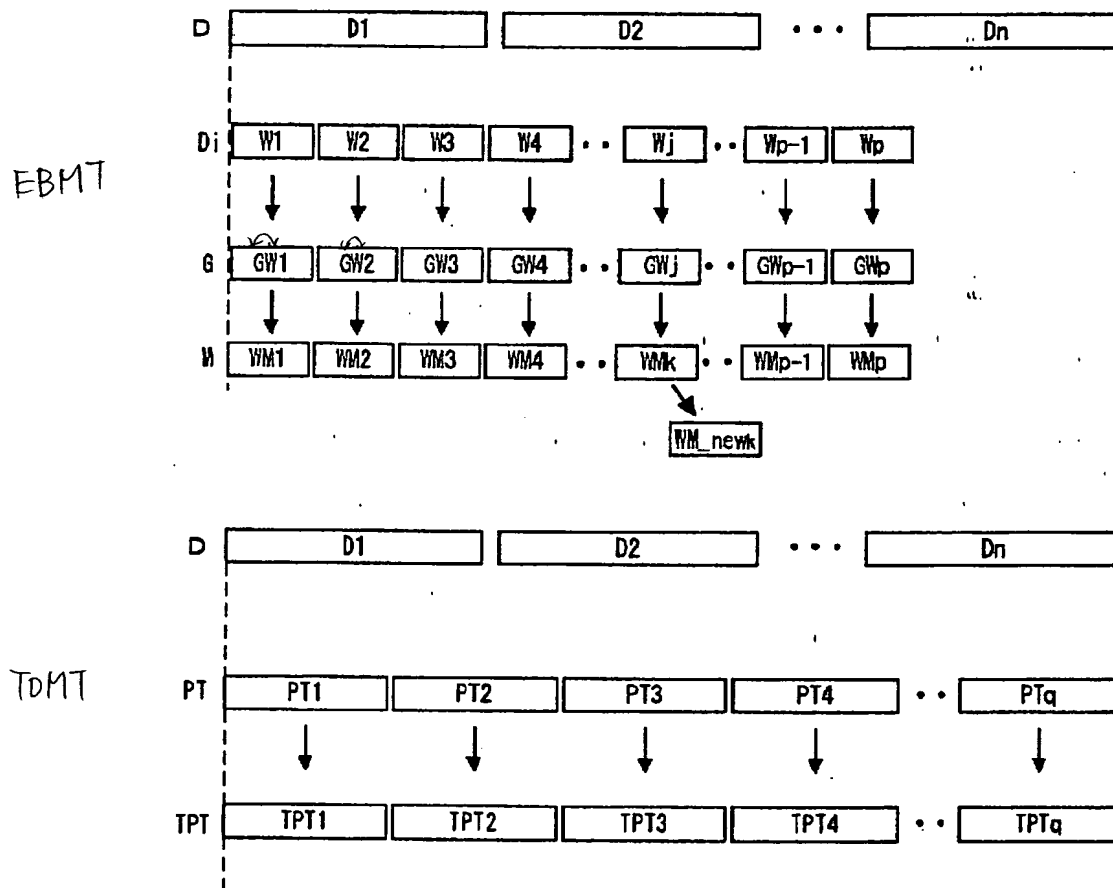 D D1 D2 • • • Dn
Di W1 W2 W3 W4 • • Wj • • Wp-1 Wp
EBMT
G GW1 GW2 GW3 GW4 • • GWj • • GWp-1 GWp
W WM1 WM2 WM3 WM4 • • WMk • • WMp-1 WMp
WM_newk
D D1 D2 • • • Dn
TDMT PT PT1 PT2 PT3 PT4 • • PTq
TPT TPT1 TPT2 TPT3 TPT4 • • TPTq